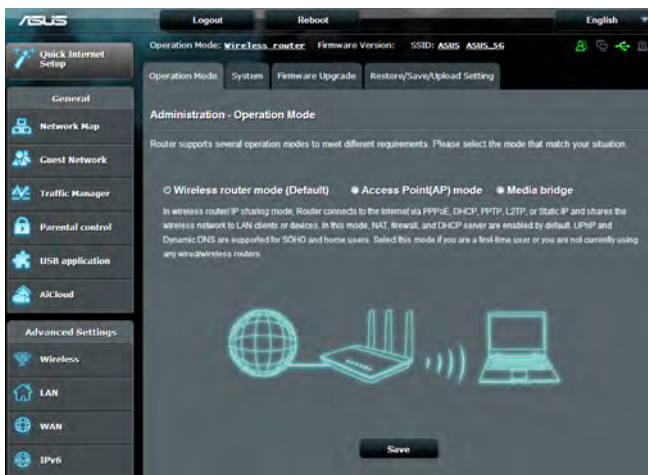 ASUS
Logout
Reboot
English
Quick Internet
Setup
Operation Mode: Wireless router Firmware Version: SSID: ASUS ASUS_5G
Operation Mode
System
Firmware Upgrade
Restore/Save/Upload Setting
General
Network Map
Guest Network
Traffic Manager
Parental control
USB application
AiCloud
Advanced Settings
Wireless
LAN
WAN
IPv6
Administration - Operation Mode
Router supports several operation modes to meet different requirements. Please select the mode that match your situation.
Wireless router mode (Default)
Access Point(AP) mode
Media bridge
In wireless router/ IP sharing mode, Router connects to the Internet via PPPoE, DHCP, PPTP, L2TP, or Static IP and shares the
wireless network to LAN clients or devices. In this mode, NAT, firewall, and DHCP server are enabled by default. UPnP and
Dynamic DNS are supported for SOHO and home users. Select this mode if you are a first-time user or you are not currently using
any wired/wireless routers.
Save